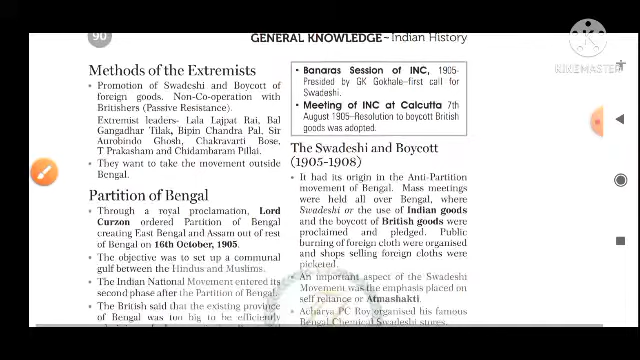 90
GENERAL KNOWLEDGE~Indian History
KINEMASTER
Methods of the Extremists
• Promotion of Swadeshi and Boycott of
foreign goods. Non-Co-operation with
Britishers (Passive Resistance).
Extremist leaders- Lala Lajpat Rai, Bal
Gangadhar Tilak, Bipin Chandra Pal, Sir
Aurobindo Ghosh, Chakravarti Bose,
T Prakasham and Chidambaram Pillai.
• They want to take the movement outside
Bengal.
Partition of Bengal
• Through a royal proclamation, Lord
Curzon ordered Partition of Bengal
creating East Bengal and Assam out of rest
of Bengal on 16th October, 1905.
• The objective was to set up a communal
gulf between the Hindus and Muslims.
• The Indian National Movement entered its
second phase after the Partition of Bengal.
• The British said that the existing province
of Bengal was too big to be efficiently
• Banaras Session of INC, 1905-
Presided by GK Gokhale-first call for
Swadeshi.
• Meeting of INC at Calcutta 7th
August 1905-Resolution to boycott British
goods was adopted.
The Swadeshi and Boycott
(1905-1908)
• It had its origin in the Anti-Partition
movement of Bengal. Mass meetings
were held all over Bengal, where
Swadeshi or the use of Indian goods
and the boycott of British goods were
proclaimed and pledged. Public
burning of foreign cloth were organised
and shops selling foreign cloths were
picketed.
• An important aspect of the Swadeshi
Movement was the emphasis placed on
self reliance or Atmashakti.
• Acharya PC Roy organised his famous
Bengal Chemical Swadeshi stores.